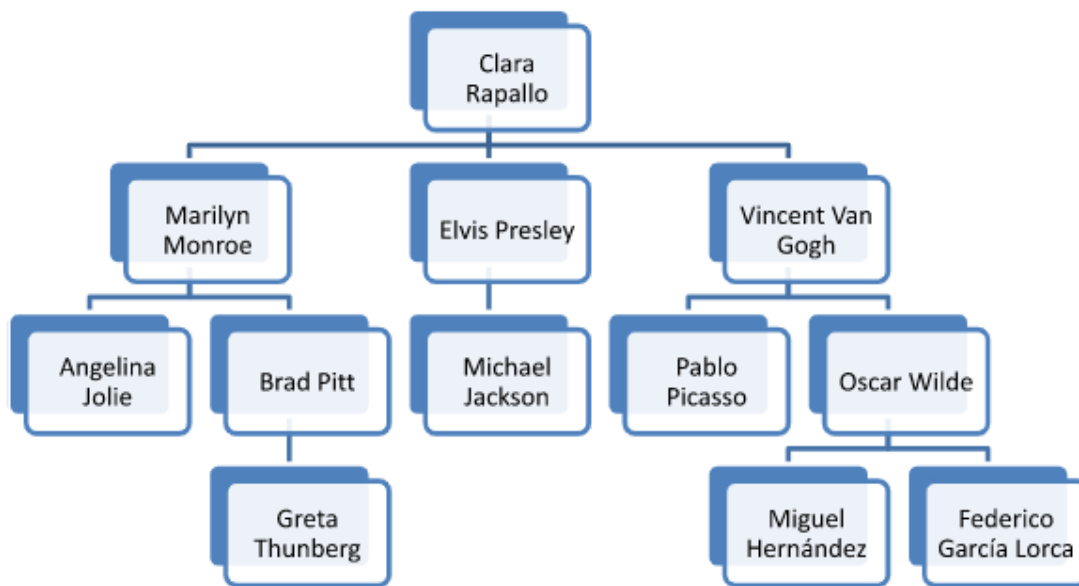 Clara
Rapallo
Marilyn
Monroe
Elvis Presley
Vincent Van
Gogh
Angelina
Jolie
Brad Pitt
Michael
Jackson
Pablo
Picasso
Oscar Wilde
Greta
Thunberg
Miguel
Hernández
Federico
García Lorca